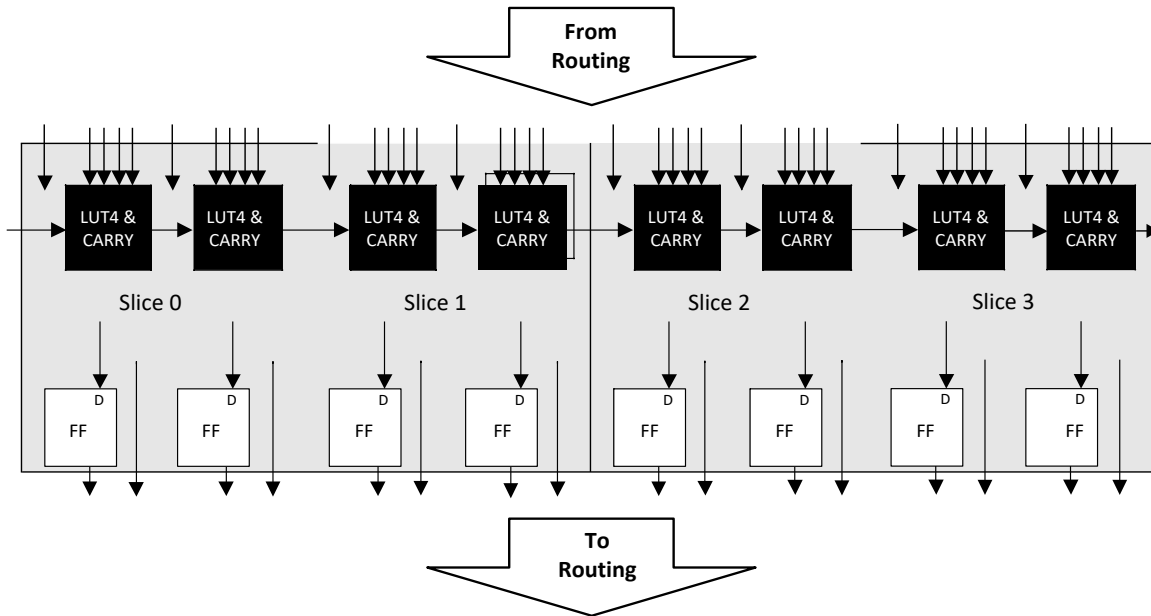 From
Routing
LUT4 &
CARRY
LUT4 &
CARRY
LUT4 &
CARRY
LUT4 &
CARRY
LUT4 &
CARRY
LUT4 &
CARRY
LUT4 &
CARRY
LUT4 &
CARRY
Slice 0
Slice 1
Slice 2
Slice 3
D
FF
D
FF
D
FF
D
FF
D
FF
D
FF
D
FF
D
FF
To
Routing